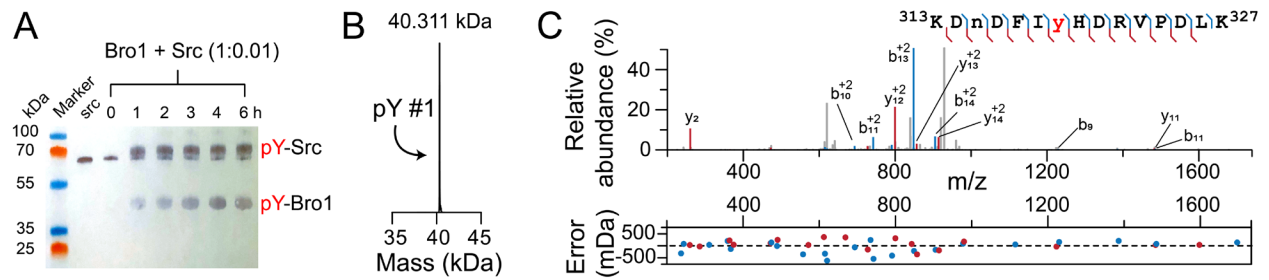 A
Bro1 + Src (1:0.01)
kDa
Marker
src
0 1 2 3 4 6 h
100
70
55
35
25
pY-Src
pY-Bro1
B
40.311 kDa
pY #1
35 40 45
Mass (kDa)
C
313KDnDFIyHDRVPDLK327
Relative
abundance (%)
40
20
0
y2
b10+2
b11+2
y12+2
b13+2
y13+2
b14+2
y14+2
b9
y11
b11
400 800 1200 1600
m/z
400 800 1200 1600
Error
(mDa)
500
0
-500